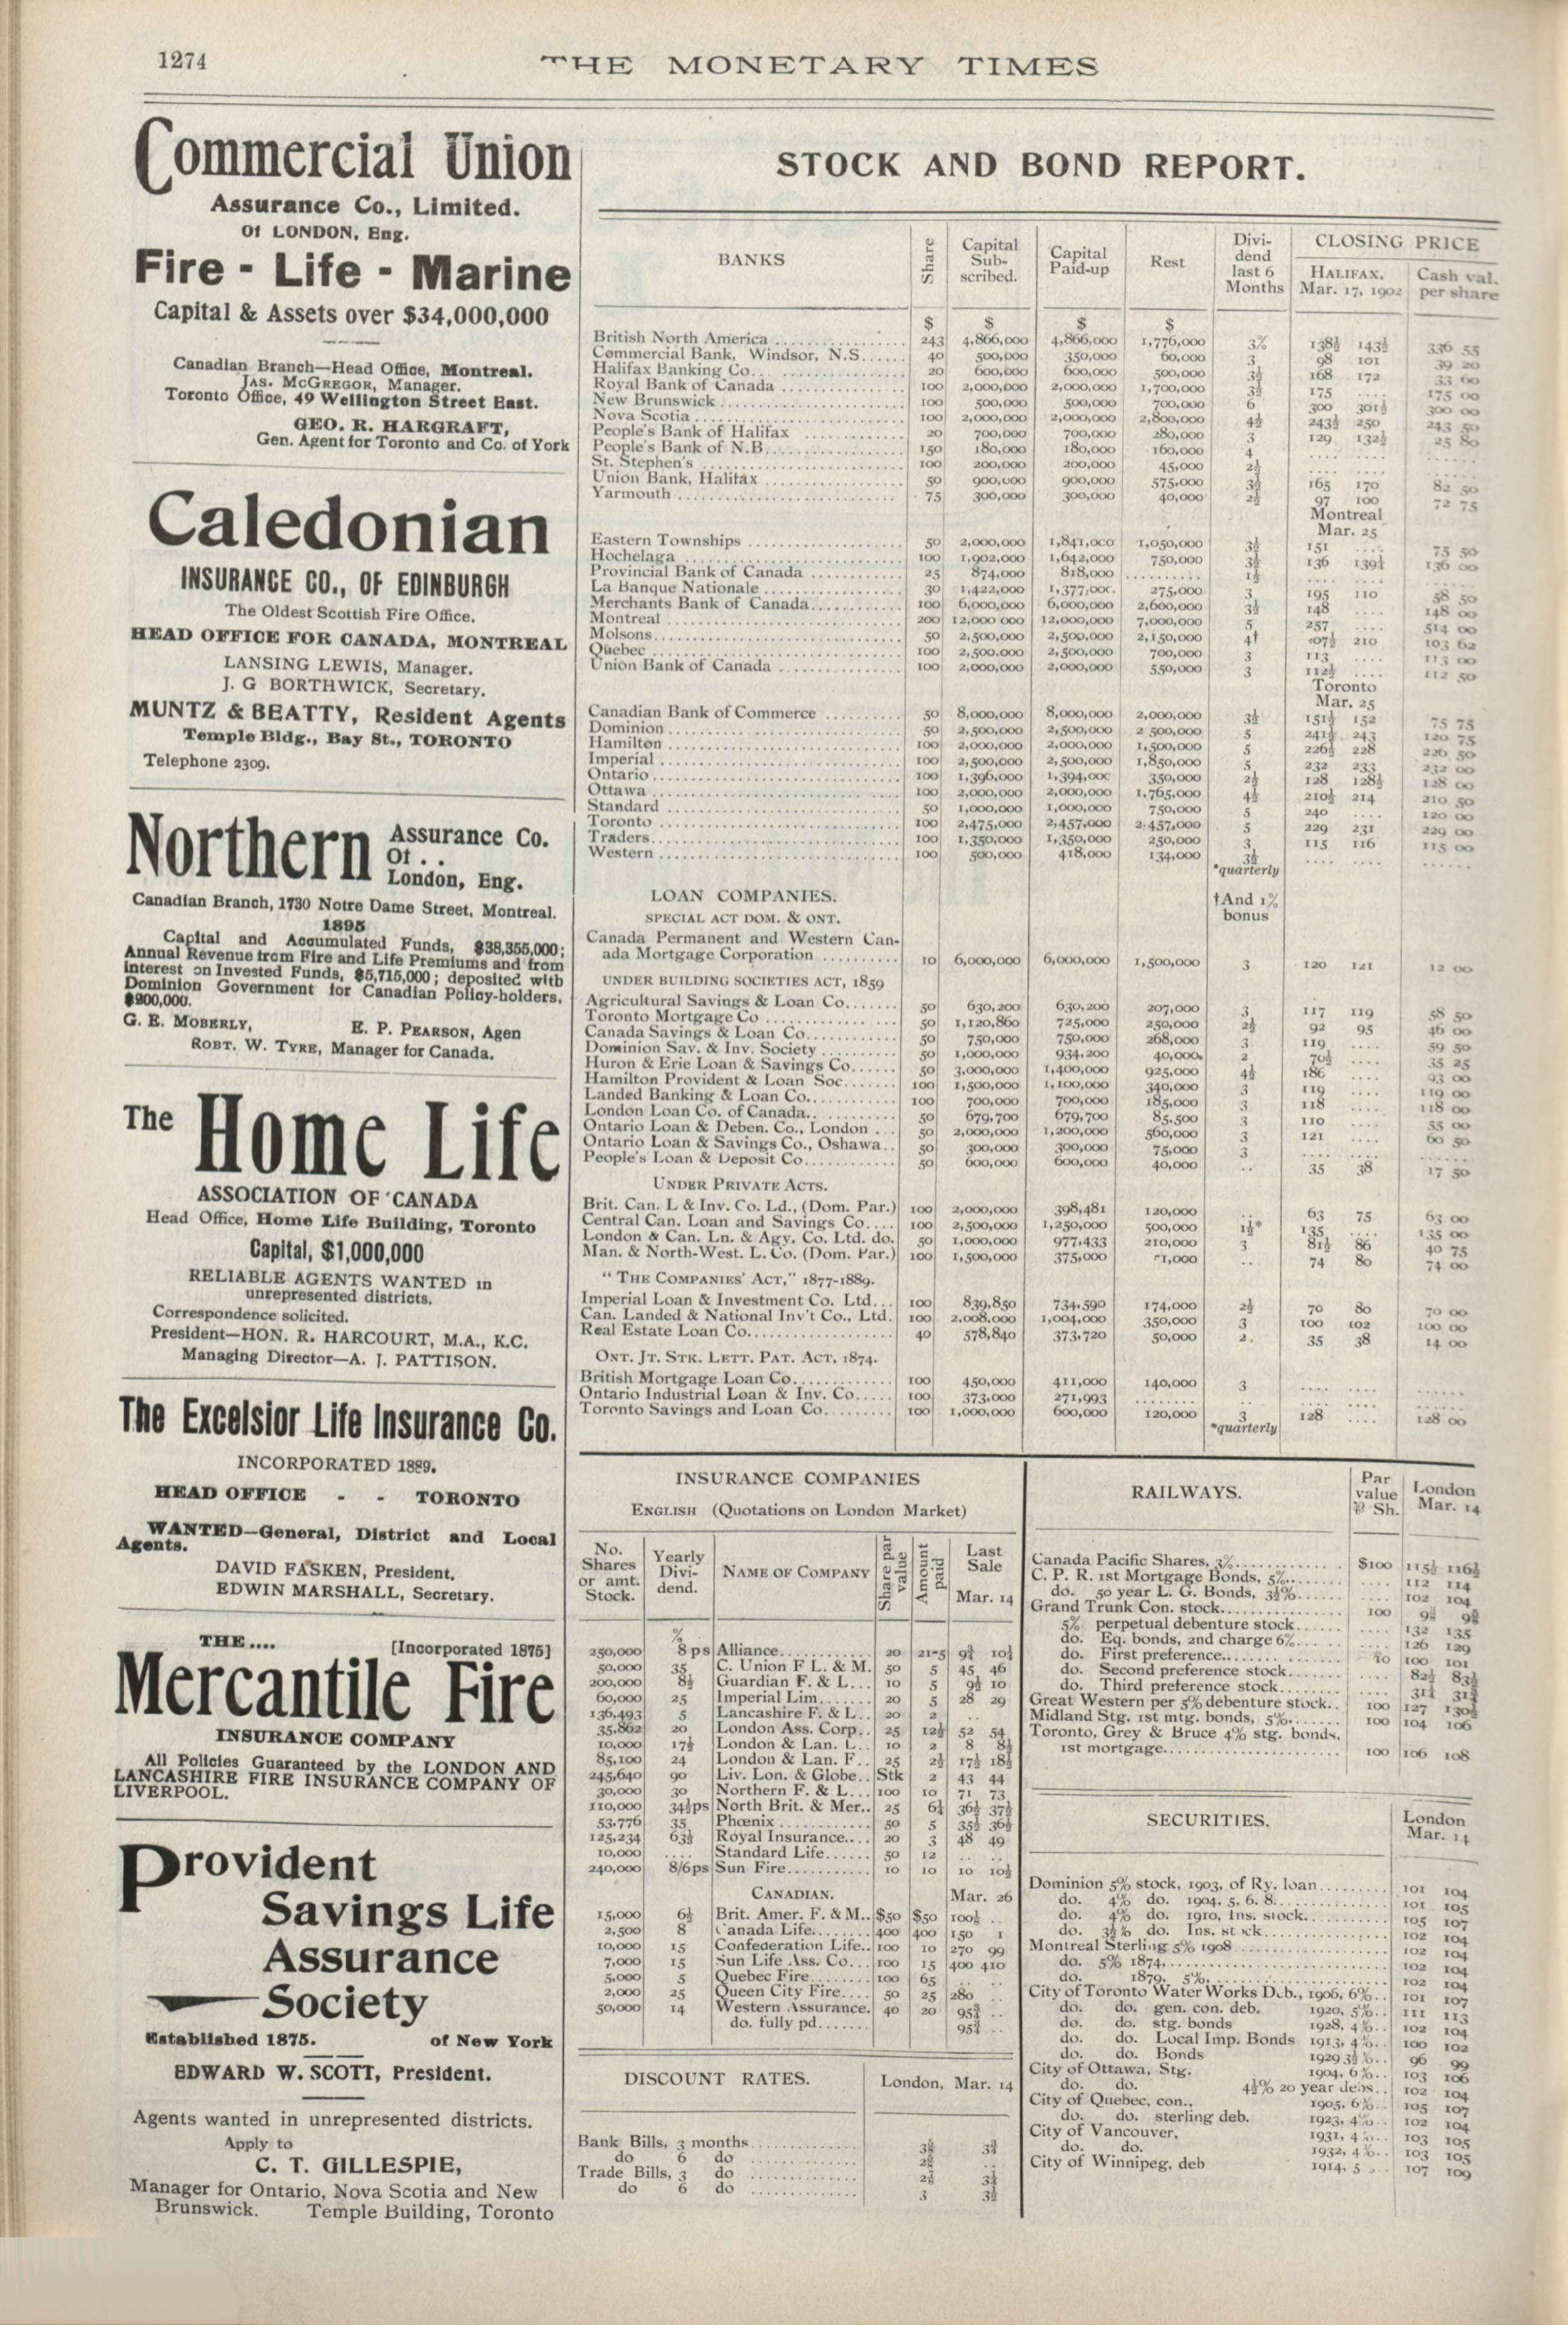 1274
THE MONETARY TIMES
Commercial Union
Assurance Co., Limited.
Of LONDON, Eng.
Fire - Life - Marine
Capital & Assets over $34,000,000
Canadian Branch—Head Office, Montreal.
JAS. MCGREGOR, Manager.
Toronto Office, 49 Wellington Street East.
GEO. R. HARGRAFT,
Gen. Agent for Toronto and Co. of York
Caledonian
INSURANCE CO., OF EDINBURGH
The Oldest Scottish Fire Office.
HEAD OFFICE FOR CANADA, MONTREAL
LANSING LEWIS, Manager.
J. G BORTHWICK, Secretary.
MUNTZ & BEATTY, Resident Agents
Temple Bldg., Bay St., TORONTO
Telephone 2309.
Northern Assurance Co.
Of . .
London, Eng.
Canadian Branch, 1730 Notre Dame Street, Montreal.
1895
Capital and Accumulated Funds, $38,355,000;
Annual Revenue from Fire and Life Premiums and from
interest on Invested Funds, $5,715,000; deposited with
Dominion Government for Canadian Policy-holders,
$200,000.
G. E. MOBERLY, E. P. PEARSON, Agen
ROBT. W. TYRE, Manager for Canada.
The Home Life
ASSOCIATION OF CANADA
Head Office, Home Life Building, Toronto
Capital, $1,000,000
RELIABLE AGENTS WANTED in
unrepresented districts.
Correspondence solicited.
President—HON. R. HARCOURT, M.A., K.C.
Managing Director—A. J. PATTISON.
The Excelsior Life Insurance Co.
INCORPORATED 1889.
HEAD OFFICE - - TORONTO
WANTED—General, District and Local
Agents.
DAVID FASKEN, President.
EDWIN MARSHALL, Secretary.
THE.... [Incorporated 1875]
Mercantile Fire
INSURANCE COMPANY
All Policies Guaranteed by the LONDON AND
LANCASHIRE FIRE INSURANCE COMPANY OF
LIVERPOOL.
Provident
Savings Life
Assurance
Society
Established 1875. of New York
EDWARD W. SCOTT, President.
Agents wanted in unrepresented districts.
Apply to
C. T. GILLESPIE,
Manager for Ontario, Nova Scotia and New
Brunswick. Temple Building, Toronto
STOCK AND BOND REPORT.
BANKS Share Capital Sub-scribed. Capital Paid-up Rest Divi-dend last 6 Months CLOSING PRICE
HALIFAX, Mar. 17, 1902 Cash val. per share
$ $ $ $
British North America 243 4,866,000 4,866,000 1,776,000 3% 138½ 143½ 336 55
Commercial Bank, Windsor, N.S. 40 500,000 350,000 60,000 3 98 101 39 20
Halifax Banking Co. 20 600,000 600,000 500,000 3½ 168 172 33 60
Royal Bank of Canada 100 2,000,000 2,000,000 1,700,000 3½ 175 .... 175 00
New Brunswick 100 500,000 500,000 700,000 6 300 301½ 300 00
Nova Scotia 100 2,000,000 2,000,000 2,800,000 4½ 243½ 250 243 50
People's Bank of Halifax 20 700,000 700,000 280,000 3 129 132½ 25 80
People's Bank of N.B. 150 180,000 180,000 160,000 4 .... ....
St. Stephen's 100 200,000 200,000 45,000 2½ .... ....
Union Bank, Halifax 50 900,000 900,000 575,000 3½ 165 170 82 50
Yarmouth 75 300,000 300,000 40,000 2½ 97 100 72 75
Montreal
Mar. 25
Eastern Townships 50 2,000,000 1,841,000 1,050,000 3½ 151 .... 75 50
Hochelaga 100 1,902,000 1,642,000 750,000 3½ 136 139½ 136 00
Provincial Bank of Canada 25 874,000 818,000 .......... 1½ .... ....
La Banque Nationale 30 1,422,000 1,377,00c. 275,000 3 195 110 58 50
Merchants Bank of Canada 100 6,000,000 6,000,000 2,600,000 3½ 148 .... 148 00
Montreal 200 12,000 000 12,000,000 7,000,000 5 257 .... 514 00
Molsons 50 2,500,000 2,500,000 2,150,000 4† 207½ 210 103 62
Quebec 100 2,500.000 2,500,000 700,000 3 113 .... 113 00
Union Bank of Canada 100 2,000,000 2,000,000 550,000 3 112½ .... 112 50
Toronto
Mar. 25
Canadian Bank of Commerce 50 8,000,000 8,000,000 2,000,000 3½ 151½ 152 75 75
Dominion 50 2,500,000 2,500,000 2 500,000 5 241½ 243 120 75
Hamilton 100 2,000,000 2,000,000 1,500,000 5 226½ 228 226 50
Imperial 100 2,500,000 2,500,000 1,850,000 5 232 233 232 00
Ontario 100 1,396,000 1,394,00c 350,000 2½ 128 128½ 128 00
Ottawa 100 2,000,000 2,000,000 1,765,000 4½ 210½ 214 210 50
Standard 50 1,000,000 1,000,000 750,000 5 240 .... 120 00
Toronto 100 2,475,000 2,457,000 2,457,000 5 229 231 229 00
Traders 100 1,350,000 1,350,000 250,000 3 115 116 115 00
Western 100 500,000 418,000 134,000 3½ .... ....
*quarterly
LOAN COMPANIES.
†And 1%
bonus
SPECIAL ACT DOM. & ONT.
Canada Permanent and Western Can-
ada Mortgage Corporation 10 6,000,000 6,000,000 1,500,000 3 120 121 12 00
UNDER BUILDING SOCIETIES ACT, 1859
Agricultural Savings & Loan Co. 50 630,200 630,200 207,000 3 117 119 58 50
Toronto Mortgage Co 50 1,120,860 725,000 250,000 2½ 92 95 46 00
Canada Savings & Loan Co. 50 750,000 750,000 268,000 3 119 .... 59 50
Dominion Sav. & Inv. Society 50 1,000,000 934,200 40,000 2 70½ .... 35 25
Huron & Erie Loan & Savings Co. 50 3,000,000 1,400,000 925,000 4½ 186 .... 93 00
Hamilton Provident & Loan Soc. 100 1,500,000 1,100,000 340,000 3 119 .... 119 00
Landed Banking & Loan Co. 100 700,000 700,000 185,000 3 118 .... 118 00
London Loan Co. of Canada. 50 679,700 679,700 85,500 3 110 55 00
Ontario Loan & Deben. Co., London 50 2,000,000 1,200,000 560,000 3 121 .... 60 50
Ontario Loan & Savings Co., Oshawa 50 300,000 300,000 75,000 3 .... ....
People's Loan & Deposit Co. 50 600,000 600,000 40,000 .. 35 38 17 50
UNDER PRIVATE ACTS.
Brit. Can. L & Inv. Co. Ld., (Dom. Par.) 100 2,000,000 398,481 120,000 .. 63 75 63 00
Central Can. Loan and Savings Co. 100 2,500,000 1,250,000 500,000 1½* 135 .... 135 00
London & Can. Ln. & Agy. Co. Ltd. do. 50 1,000,000 977,433 210,000 3 81½ 86 40 75
Man. & North-West. L. Co. (Dom. Par.) 100 1,500,000 375,000 .. 74 80 74 00
"THE COMPANIES' ACT," 1877-1889.
Imperial Loan & Investment Co. Ltd. 100 839,850 734,590 174,000 2½ 70 80 70 00
Can. Landed & National Inv't Co., Ltd. 100 2,008,000 1,004,000 350,000 3 100 102 100 00
Real Estate Loan Co. 40 578,840 373,720 50,000 2. 35 38 14 00
ONT. JT. STK. LETT. PAT. ACT, 1874.
British Mortgage Loan Co. 100 450,000 411,000 140,000 3 .... ....
Ontario Industrial Loan & Inv. Co. 100 373,000 271,993 ........ .. .... ....
Toronto Savings and Loan Co. 100 1,000,000 600,000 120,000 3 128 .... 128 00
*quarterly
INSURANCE COMPANIES
ENGLISH (Quotations on London Market)
No. Shares or amt. Stock. Yearly Divi-dend. NAME OF COMPANY Share par value Amount paid Last Sale Mar. 14
%
250,000 8 ps Alliance 20 21-5 9¾ 10¼
50,000 35 C. Union F L. & M. 50 5 45 46
200,000 8½ Guardian F. & L. 10 5 9½ 10
60,000 25 Imperial Lim. 20 5 28 29
136,493 5 Lancashire F. & L. 20 2 ..
35,862 20 London Ass. Corp. 25 12½ 52 54
10,000 17½ London & Lan. L. 10 2 8 8½
85,100 24 London & Lan. F. 25 2½ 17½ 18½
245,640 90 Liv. Lon. & Globe Stk 2 43 44
30,000 30 Northern F. & L. 100 10 71 73
110,000 34½ps North Brit. & Mer. 25 6¼ 36½ 37½
53,776 35 Phœnix 50 5 35½ 36½
125,234 63½ Royal Insurance 20 3 48 49
10,000 .... Standard Life 50 12 .. ..
240,000 8/6ps Sun Fire 10 10 10 10½
CANADIAN. Mar. 26
15,000 6½ Brit. Amer. F. & M. $50 $50 100½ ..
2,500 8 Canada Life 400 400 150
10,000 15 Confederation Life 100 10 270 99
7,000 15 Sun Life Ass. Co. 100 15 400 410
5,000 5 Quebec Fire 100 65 .. ..
2,000 25 Queen City Fire 50 25 280 ..
50,000 14 Western Assurance. 40 20 95¾ ..
do. fully pd. 95¾ ..
DISCOUNT RATES. London, Mar. 14
Bank Bills, 3 months
do 6 do
Trade Bills, 3 do
do 6 do 3 3½
RAILWAYS. Par value ℘ Sh. London Mar. 14
Canada Pacific Shares, 3% $100 115½ 116½
C. P. R. 1st Mortgage Bonds, 5% .... 112 114
do. 50 year L. G. Bonds, 3½% .... 102 104
Grand Trunk Con. stock 100
5% perpetual debenture stock .... 132 135
do. Eq. bonds, 2nd charge 6% .... 126 129
do. First preference 10 100 101
do. Second preference stock .... 82½ 83½
do. Third preference stock ....
Great Western per 5% debenture stock 100 127 130½
Midland Stg. 1st mtg. bonds, 5% 100 104 106
Toronto, Grey & Bruce 4% stg. bonds,
1st mortgage 100 106 108
SECURITIES. London Mar. 14
Dominion 5% stock, 1903, of Ry. loan 101 104
do. 4% do. 1904, 5, 6, 8 101 105
do. 4% do. 1910, Ins. stock 105 107
do. 3½% do. Ins. stock 102 104
Montreal Sterling 5% 1908 102 104
do. 5% 1874, 102 104
do. 1879, 5%, 102 104
City of Toronto Water Works Deb., 1906, 6% 101 107
do. do. gen. con. deb. 1920, 5% 111 113
do. do. stg. bonds 1928, 4% 102 104
do. do. Local Imp. Bonds 1913, 4% 100 102
do. do. Bonds 1929 3½% 96 99
City of Ottawa, Stg. 1904, 6% 103 106
do. do. 4½% 20 year debs. 102 104
City of Quebec, con., 1905, 6% 105 107
do. do. sterling deb. 1923, 4% 102 104
City of Vancouver, 1931, 4 103 105
do. do. 1932, 4% 103 105
City of Winnipeg, deb 1914, 5 107 109